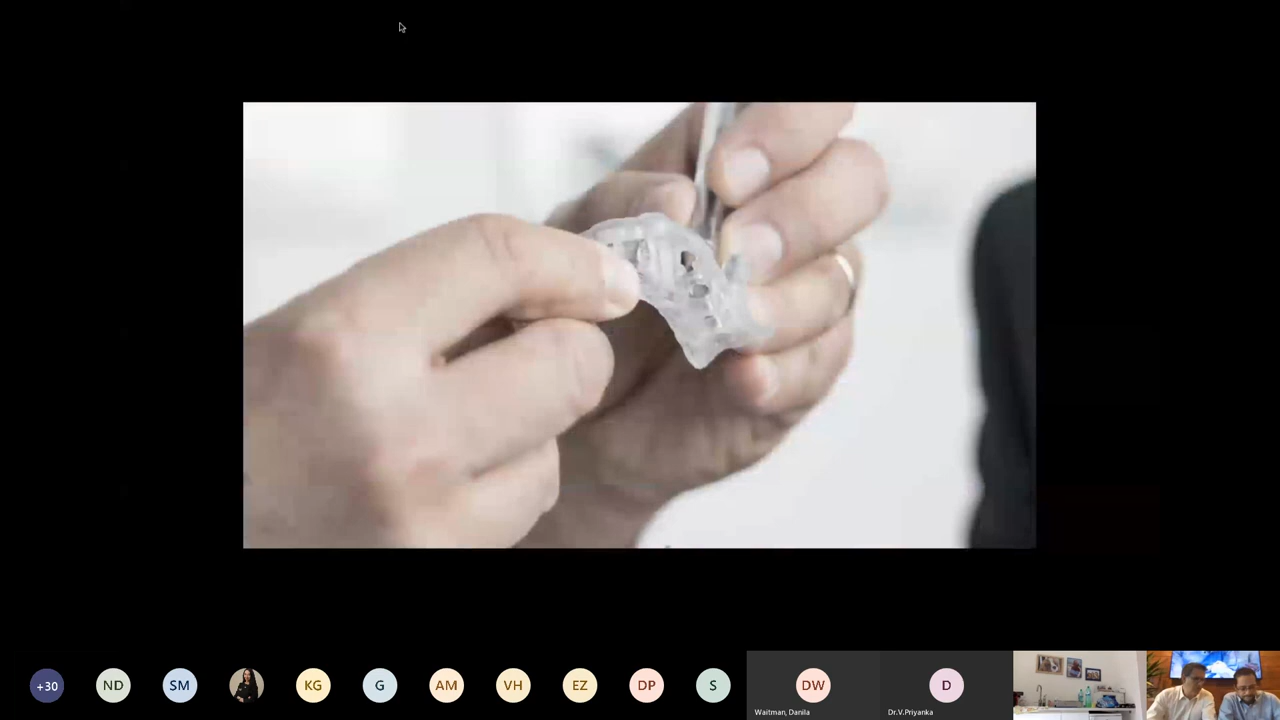 +30
ND
SM
KG
G
AM
VH
EZ
DP
S
DW
D
Waitman, Danila
Dr.V.Priyanka